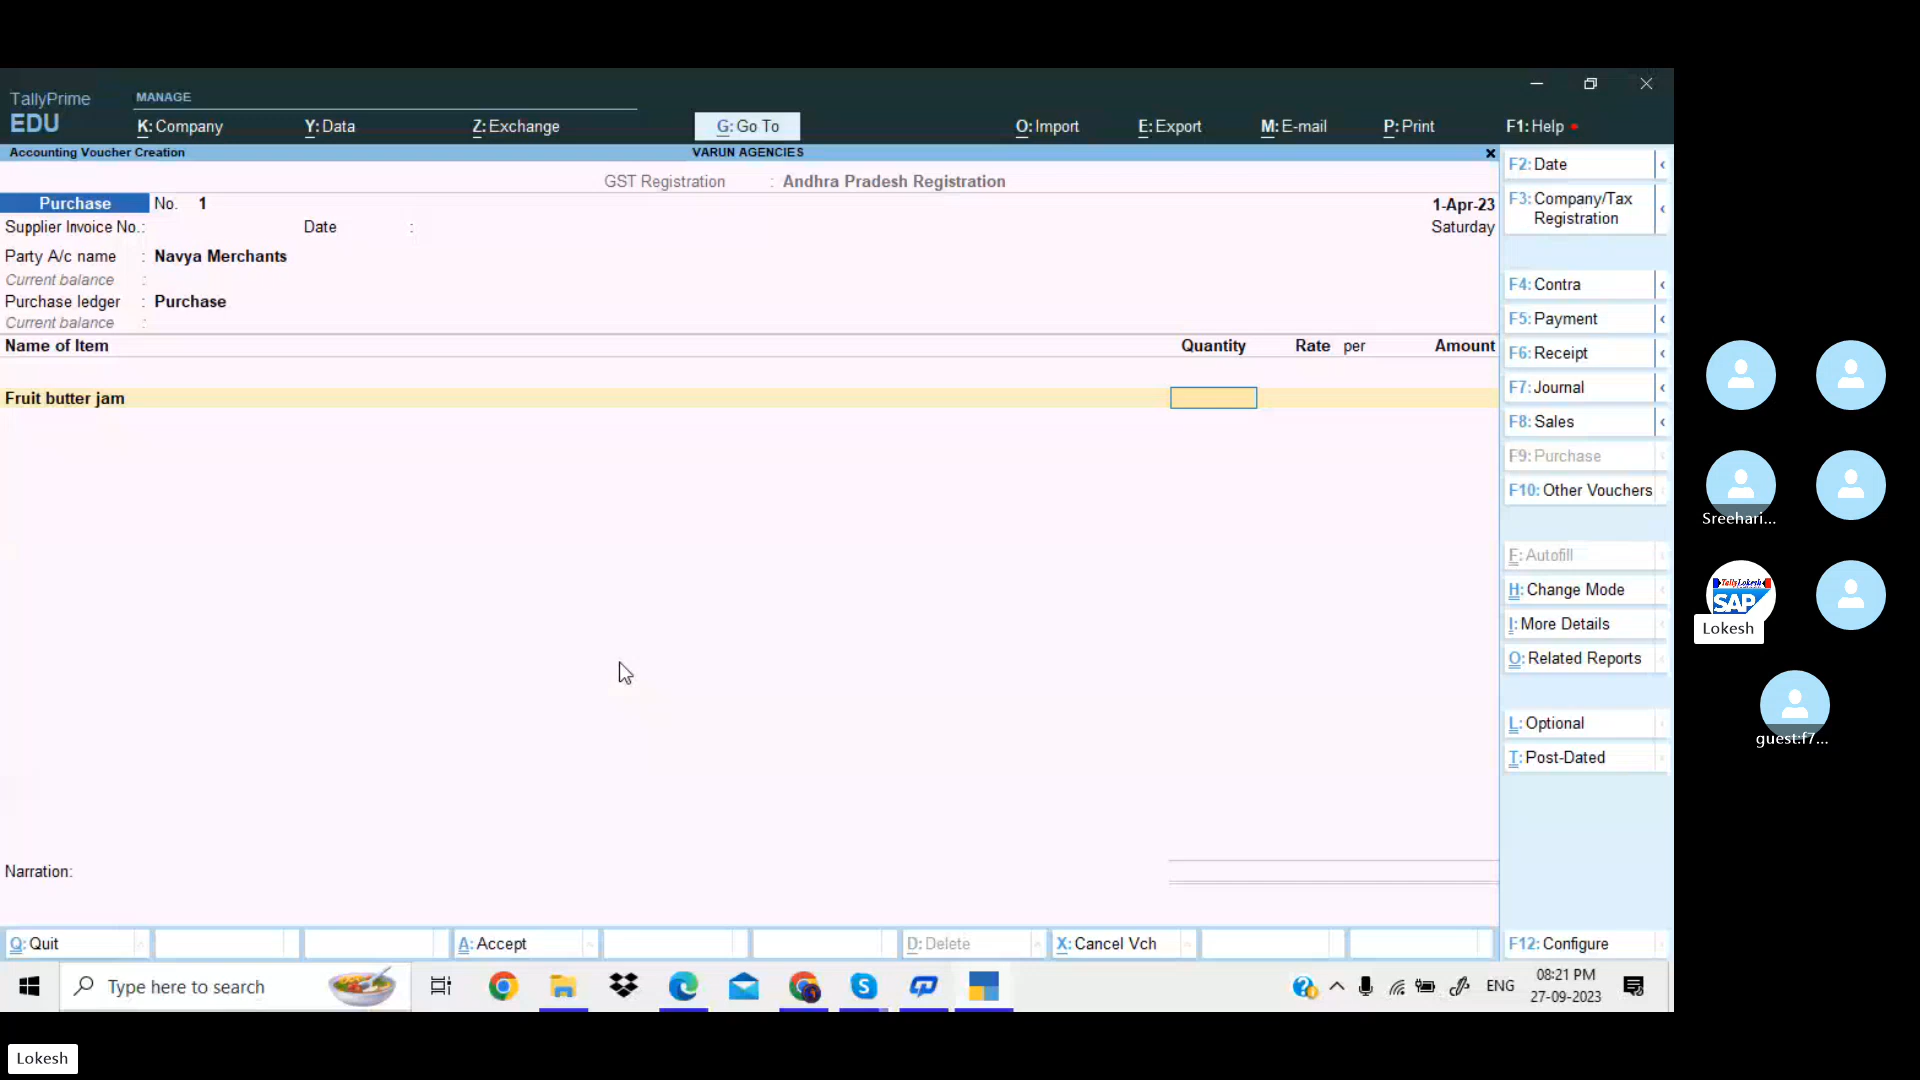 TallyPrime
EDU
MANAGE
K: Company
Y: Data
Z: Exchange
G: Go To
O: Import
E: Export
M: E-mail
P: Print
F1: Help
Accounting Voucher Creation
VARUN AGENCIES
GST Registration : Andhra Pradesh Registration
Purchase No. 1
1-Apr-23
Supplier Invoice No.: Date :
Saturday
Party A/c name : Navya Merchants
Current balance :
Purchase ledger : Purchase
Current balance :
Name of Item Quantity Rate per Amount
Fruit butter jam
Narration:
F2: Date
F3: Company/Tax
Registration
F4: Contra
F5: Payment
F6: Receipt
F7: Journal
F8: Sales
F9: Purchase
F10: Other Vouchers
F: Autofill
H: Change Mode
I: More Details
O: Related Reports
L: Optional
T: Post-Dated
Q: Quit
A: Accept
D: Delete
X: Cancel Vch
F12: Configure
Type here to search
ENG
08:21 PM
27-09-2023
Sreehari...
TallyLokesh
SAP
Lokesh
guest:f7...
Lokesh